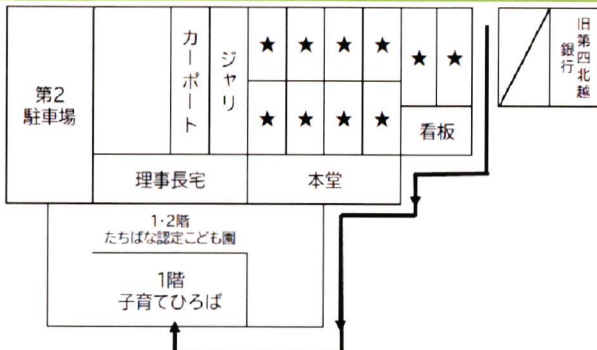 第2
駐車場
カーポート
ジャリ
★ ★ ★ ★ ★ ★
★ ★ ★ ★
看板
旧第四北越
銀行
理事長宅
本堂
1・2階
たちばな認定こども園
1階
子育てひろば